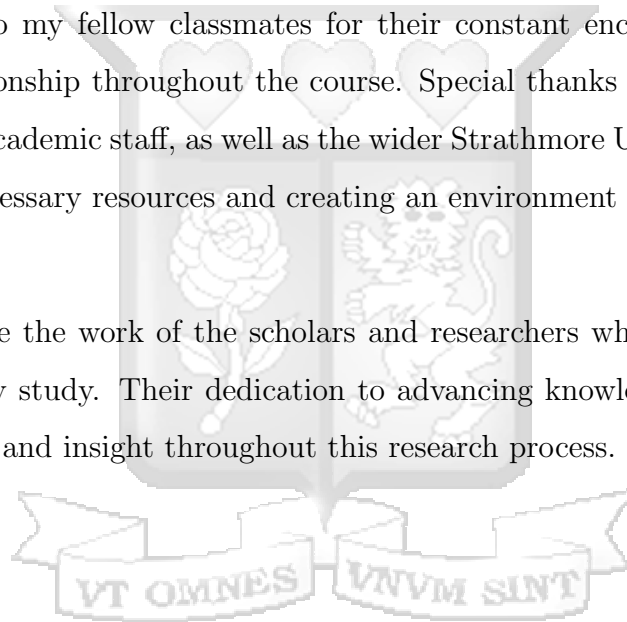 o my fellow classmates for their constant enc
onship throughout the course. Special thanks
cademic staff, as well as the wider Strathmore U
essary resources and creating an environment
e the work of the scholars and researchers wh
y study. Their dedication to advancing knowl
and insight throughout this research process.
VT OMNES VNVM SINT